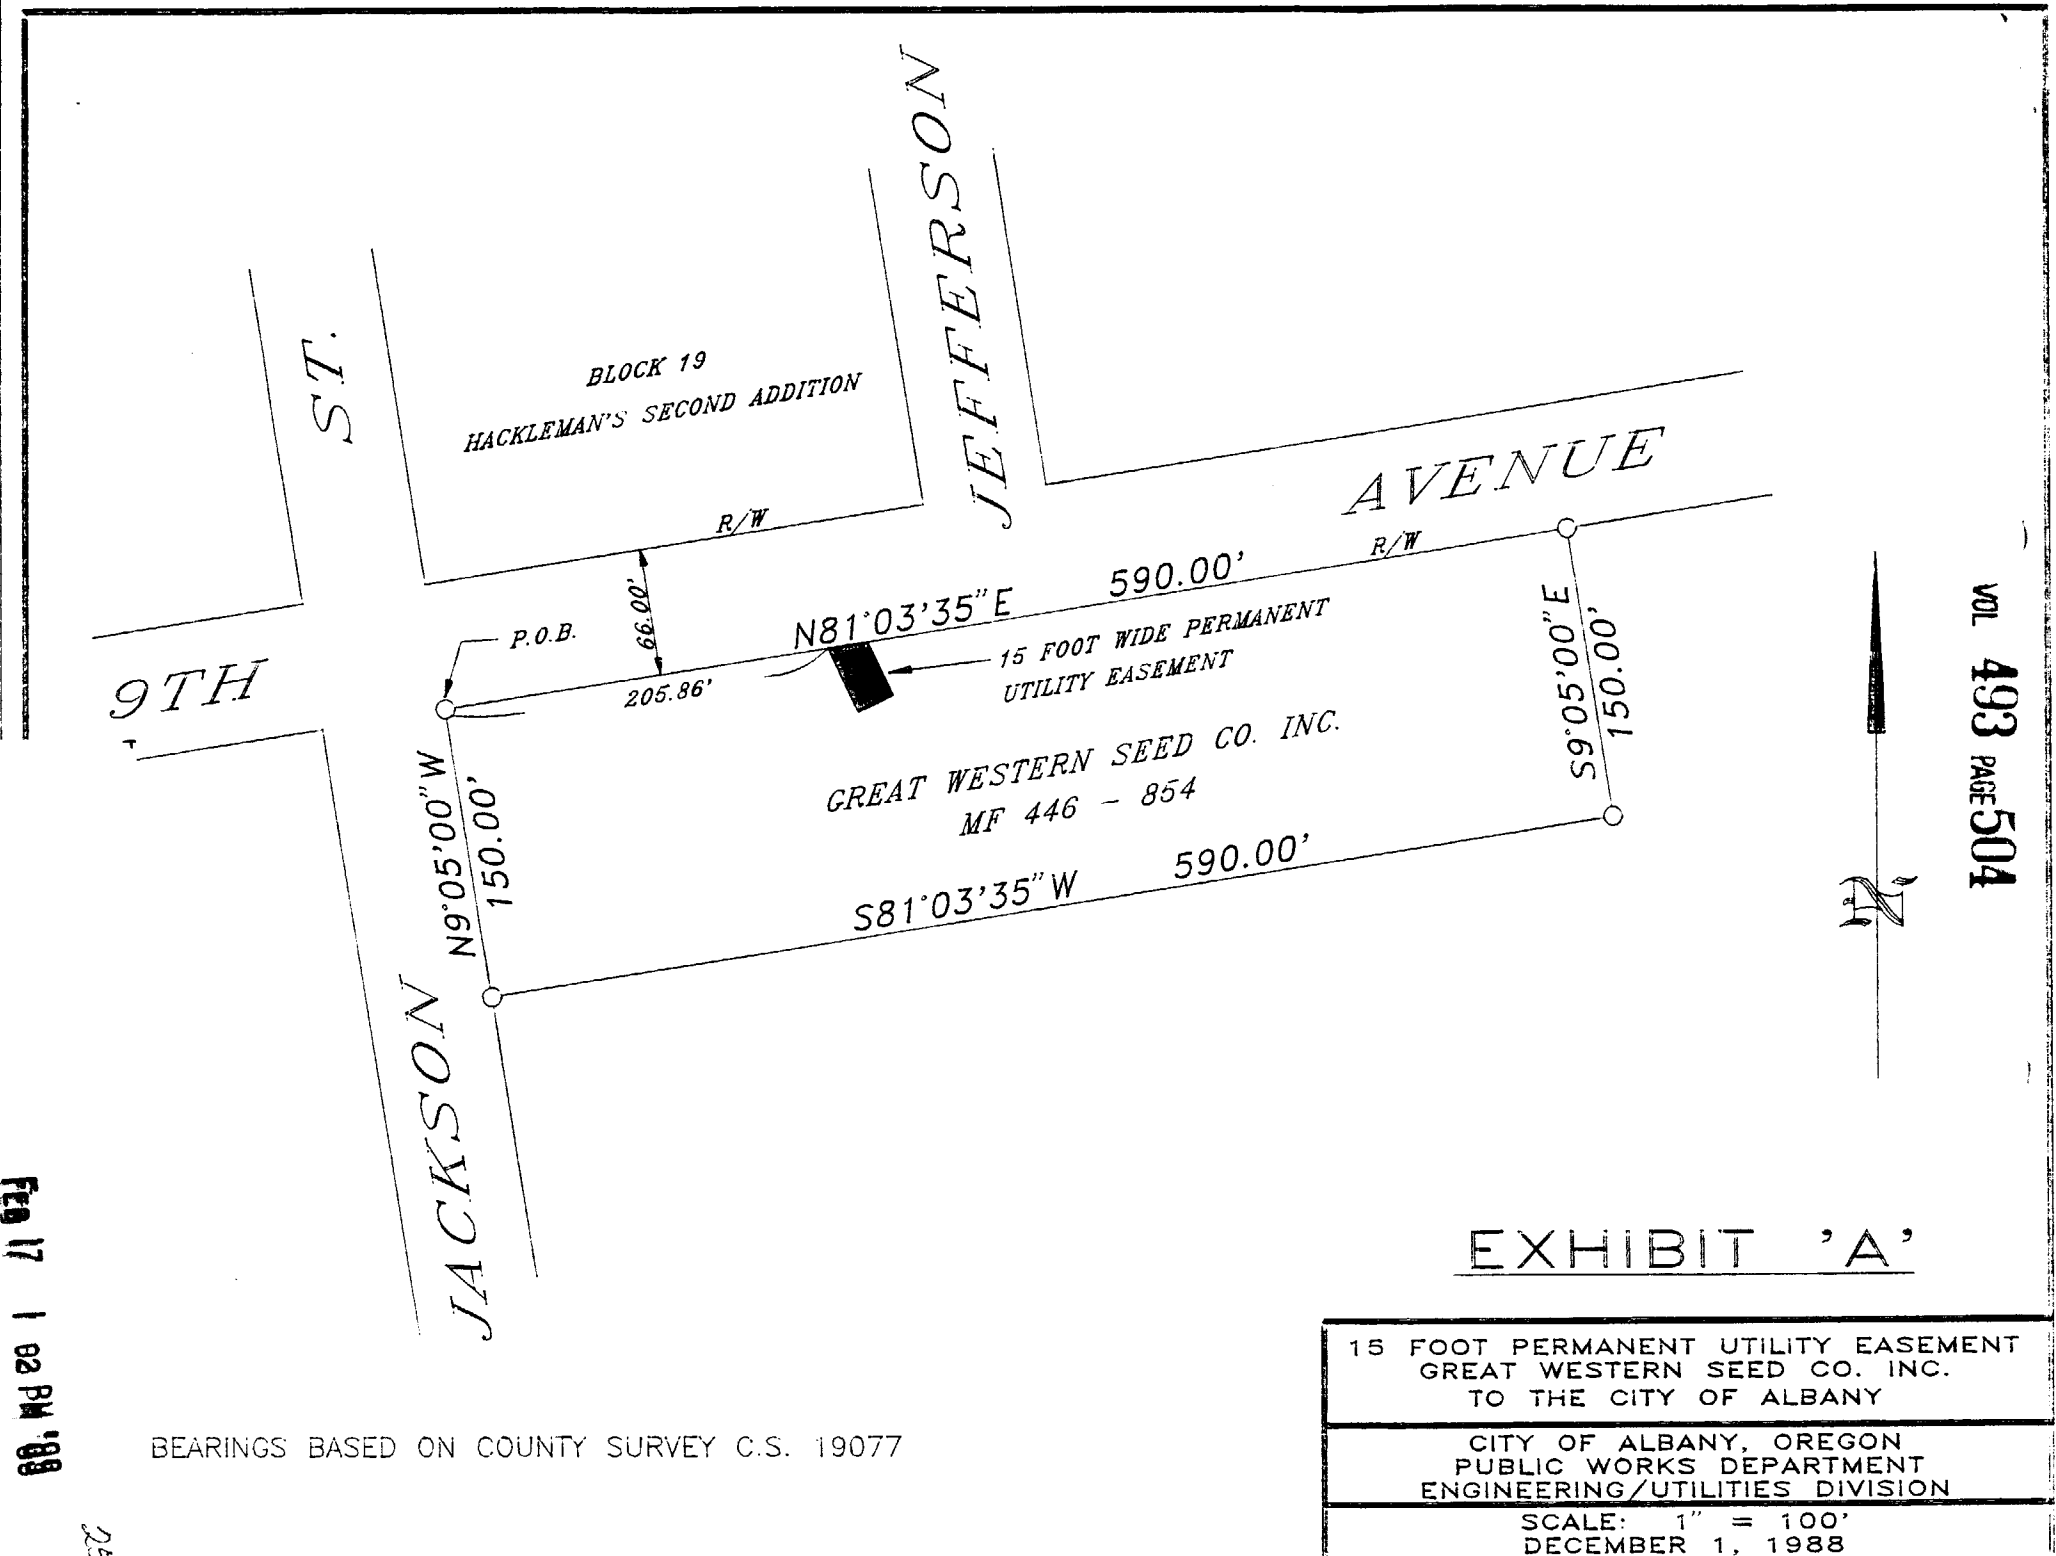 JEFFERSON
ST.
BLOCK 19
HACKLEMAN'S SECOND ADDITION
R/W
AVENUE
R/W
66.00'
N81°03'35"E 590.00'
P.O.B.
15 FOOT WIDE PERMANENT
UTILITY EASEMENT
9TH
205.86'
S9°05'00"E
150.00'
N9°05'00"W
150.00'
GREAT WESTERN SEED CO. INC.
MF 446 - 854
S81°03'35"W 590.00'
N
VOL 493 PAGE 504
JACKSON
EXHIBIT 'A'
15 FOOT PERMANENT UTILITY EASEMENT
GREAT WESTERN SEED CO. INC.
TO THE CITY OF ALBANY
CITY OF ALBANY, OREGON
PUBLIC WORKS DEPARTMENT
ENGINEERING/UTILITIES DIVISION
SCALE: 1" = 100'
DECEMBER 1, 1988
BEARINGS BASED ON COUNTY SURVEY C.S. 19077
FEB 17 1 02 PM